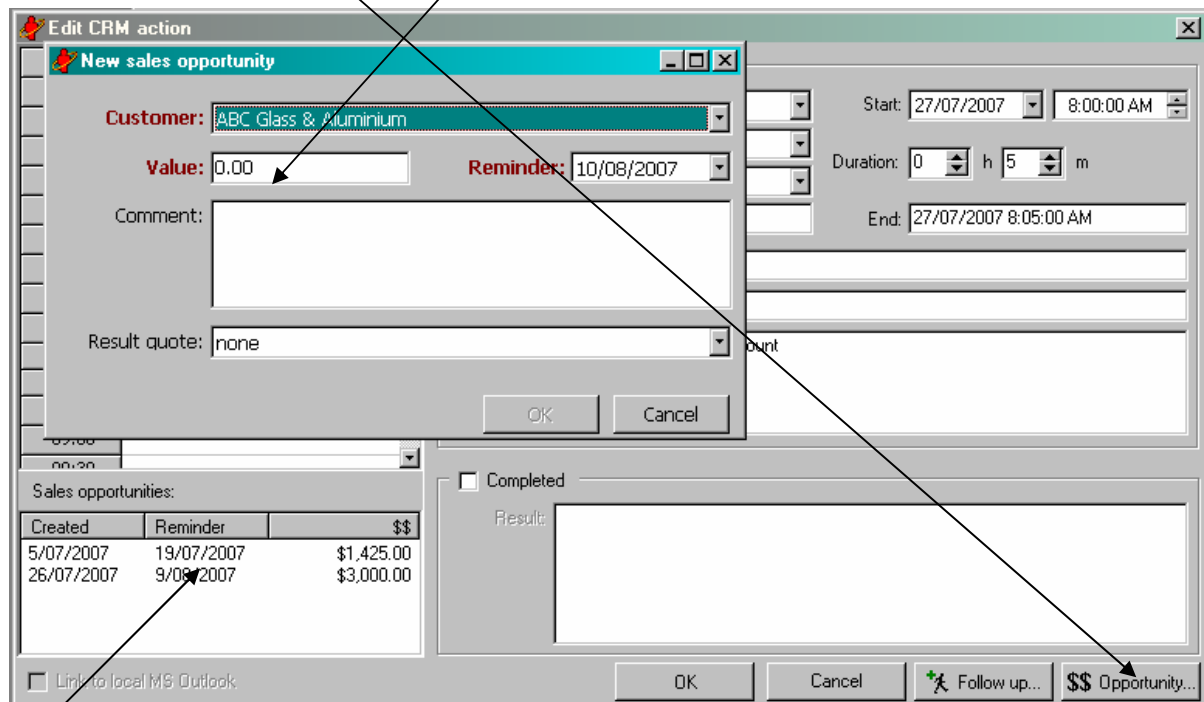 Edit CRM action
New sales opportunity
Customer: ABC Glass & Aluminium
Value: 0.00 Reminder: 10/08/2007
Comment:
Result quote: none
OK Cancel
Start: 27/07/2007 8:00:00 AM
Duration: 0 h 5 m
End: 27/07/2007 8:05:00 AM
Sales opportunities:
Created Reminder $$
5/07/2007 19/07/2007 $1,425.00
26/07/2007 9/08/2007 $3,000.00
Completed
Result:
Link to local MS Outlook
OK Cancel Follow up... $$ Opportunity...